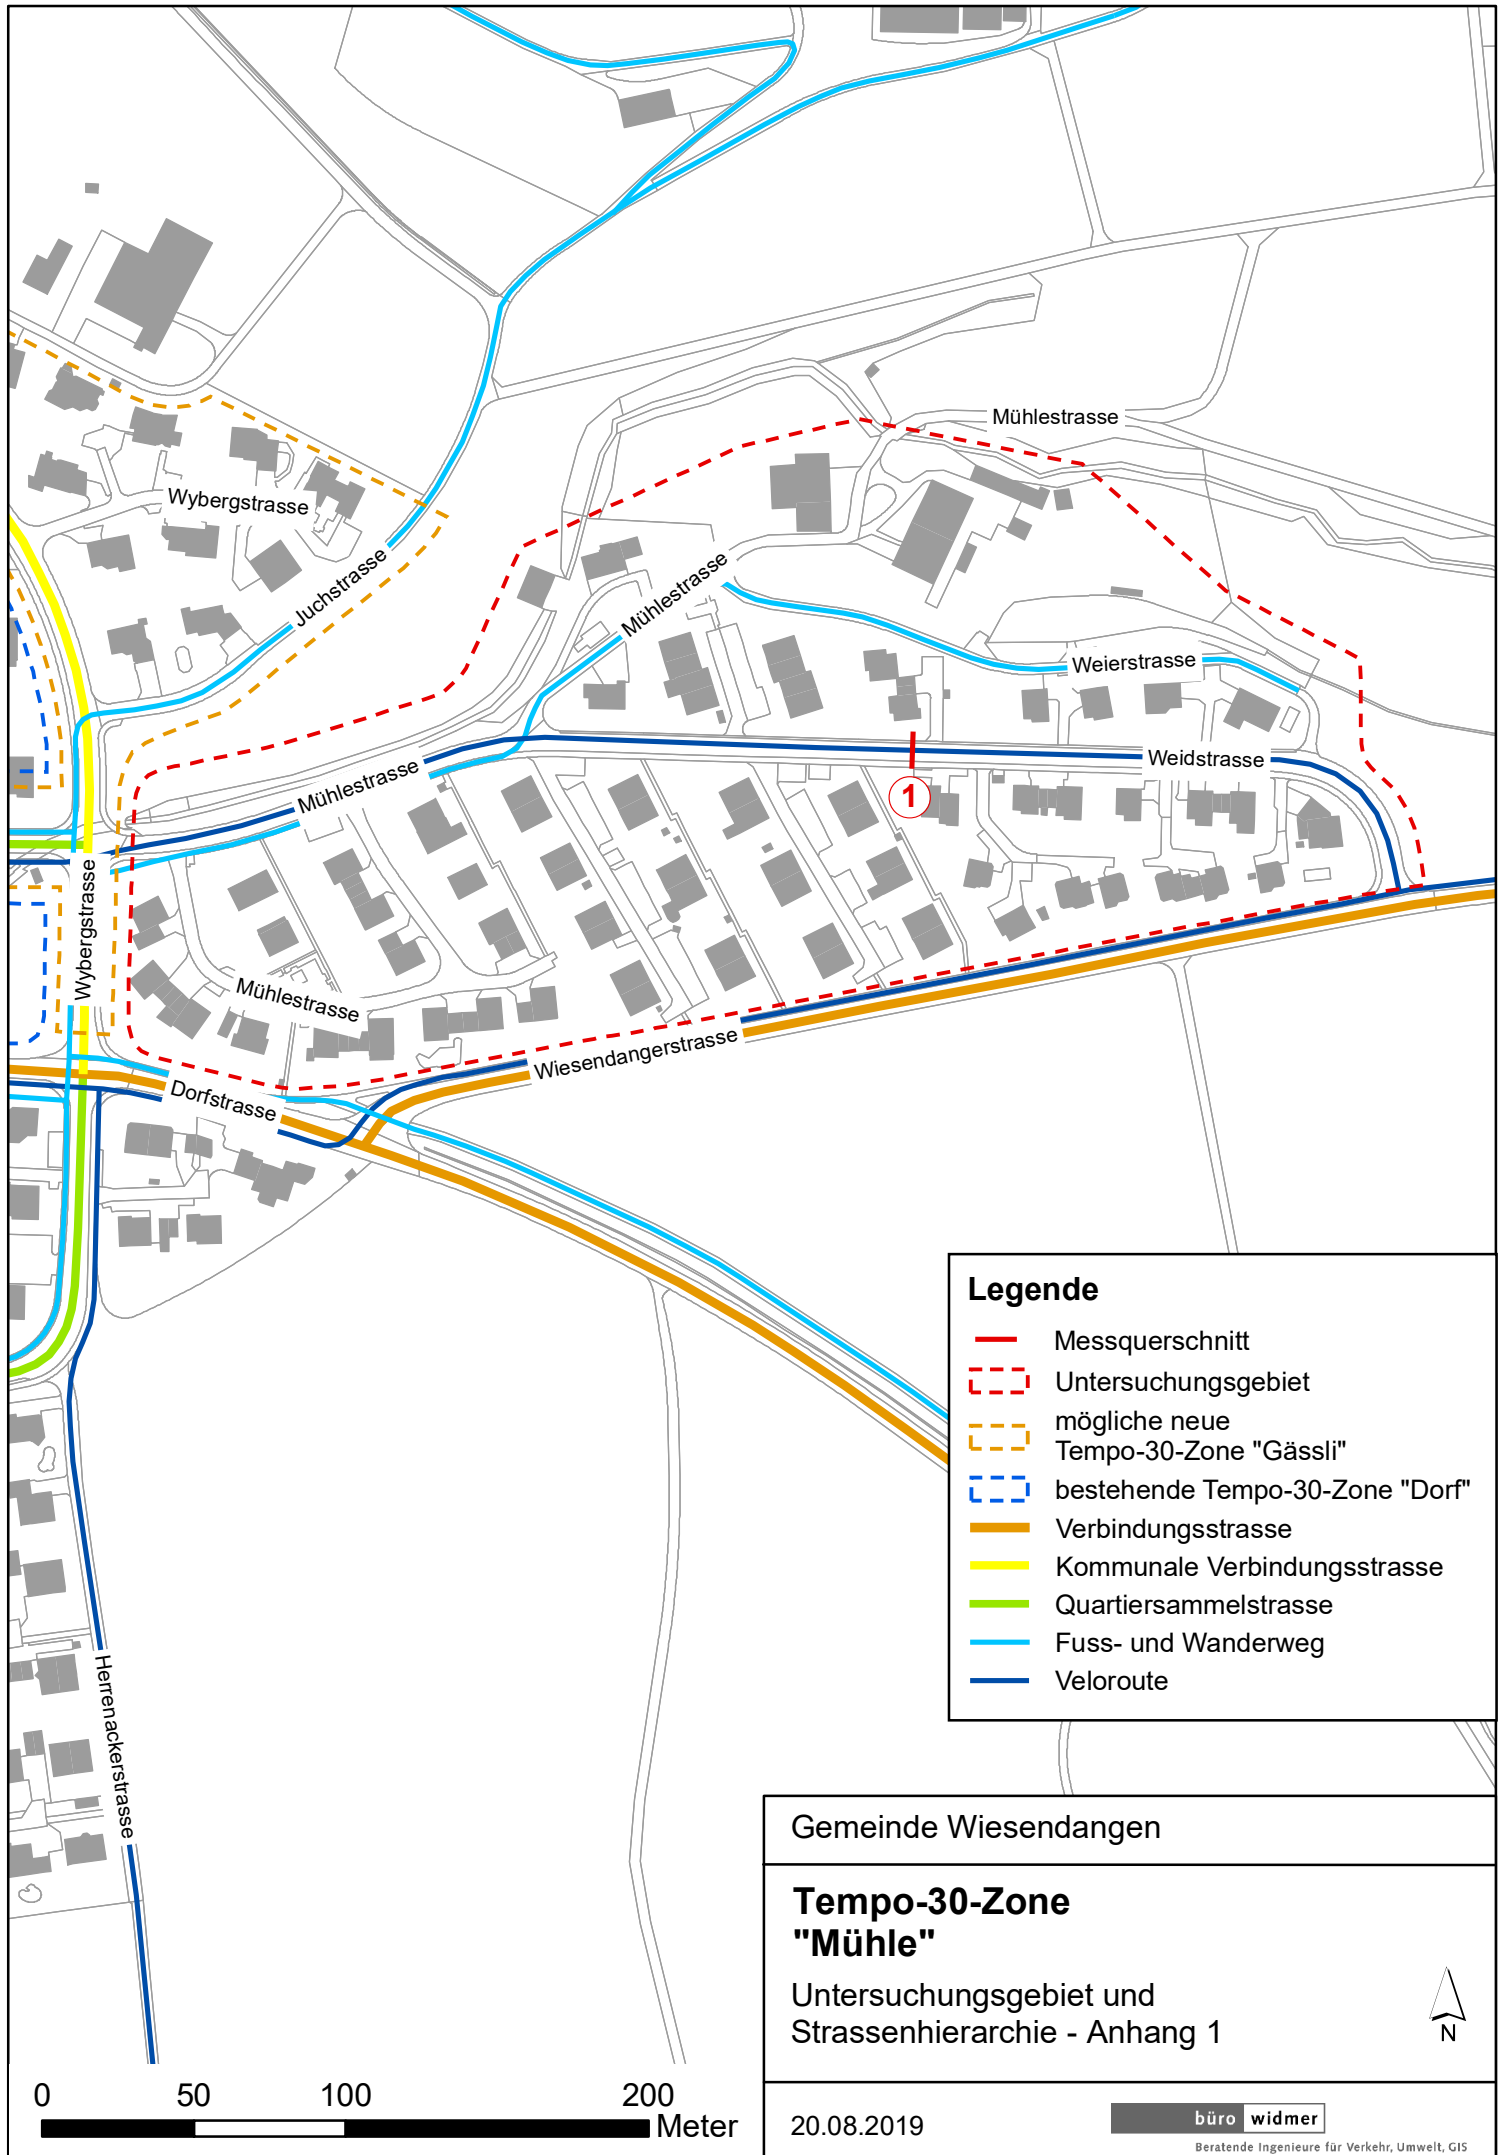 Mühlestrasse
Wybergstrasse
Juchstrasse
Mühlestrasse
Weierstrasse
Weidstrasse
Mühlestrasse
1
Wybergstrasse
Mühlestrasse
Wiesendangerstrasse
Dorfstrasse
Herrenackerstrasse
Legende
Messquerschnitt
Untersuchungsgebiet
mögliche neue
Tempo-30-Zone "Gässli"
bestehende Tempo-30-Zone "Dorf"
Verbindungsstrasse
Kommunale Verbindungsstrasse
Quartiersammelstrasse
Fuss- und Wanderweg
Veloroute
Gemeinde Wiesendangen
Tempo-30-Zone
"Mühle"
Untersuchungsgebiet und
Strassenhierarchie - Anhang 1
N
0 50 100 200
Meter
20.08.2019
büro widmer
Beratende Ingenieure für Verkehr, Umwelt, GIS